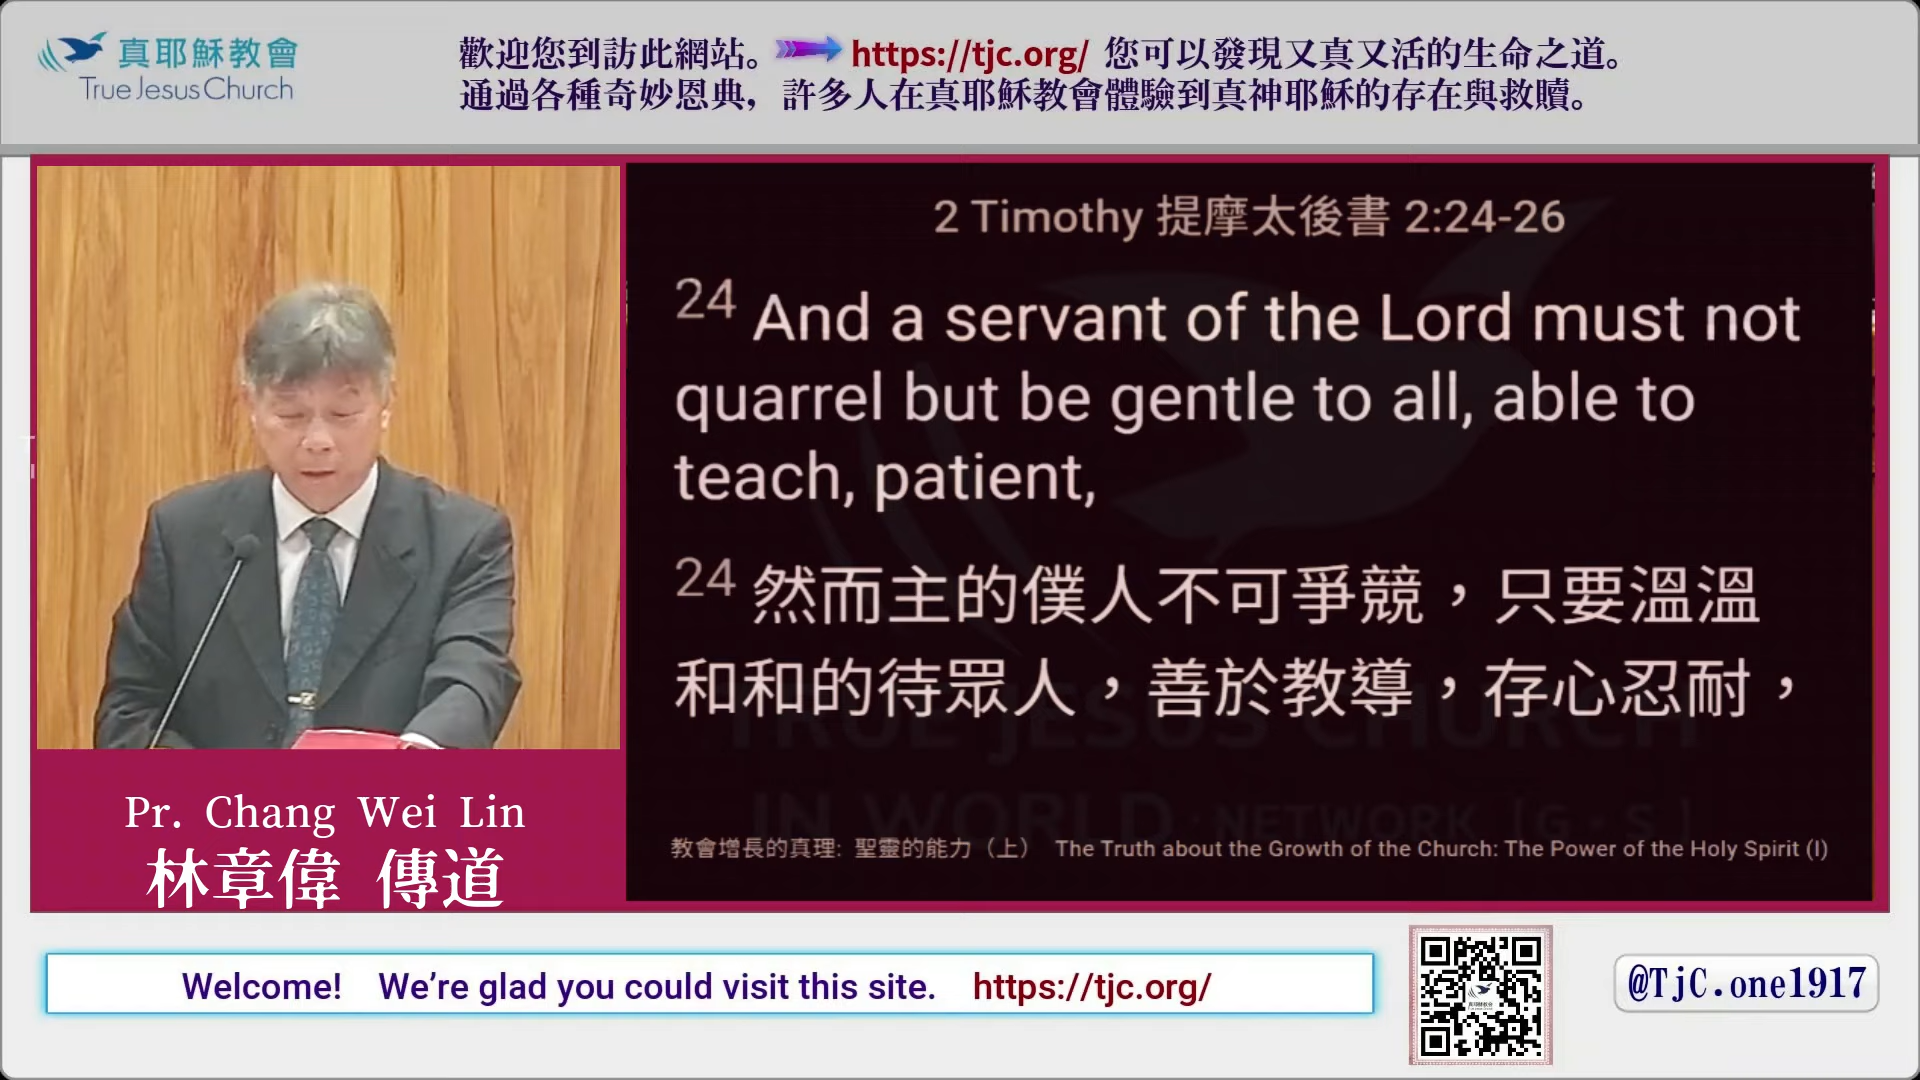 真耶穌教會
True Jesus Church
歡迎您到訪此網站。 https://tjc.org/ 您可以發現又真又活的生命之道。
通過各種奇妙恩典，許多人在真耶穌教會體驗到真神耶穌的存在與救贖。
2 Timothy 提摩太後書 2:24-26
24 And a servant of the Lord must not
quarrel but be gentle to all, able to
teach, patient,
24 然而主的僕人不可爭競，只要溫溫
和和的待眾人，善於教導，存心忍耐，
TRUE JESUS CHURCH
IN WORLD·NETWORK [G·S]
教會增長的真理: 聖靈的能力（上） The Truth about the Growth of the Church: The Power of the Holy Spirit (I)
Pr. Chang Wei Lin
林章偉 傳道
Welcome! We’re glad you could visit this site. https://tjc.org/
@TjC.one1917